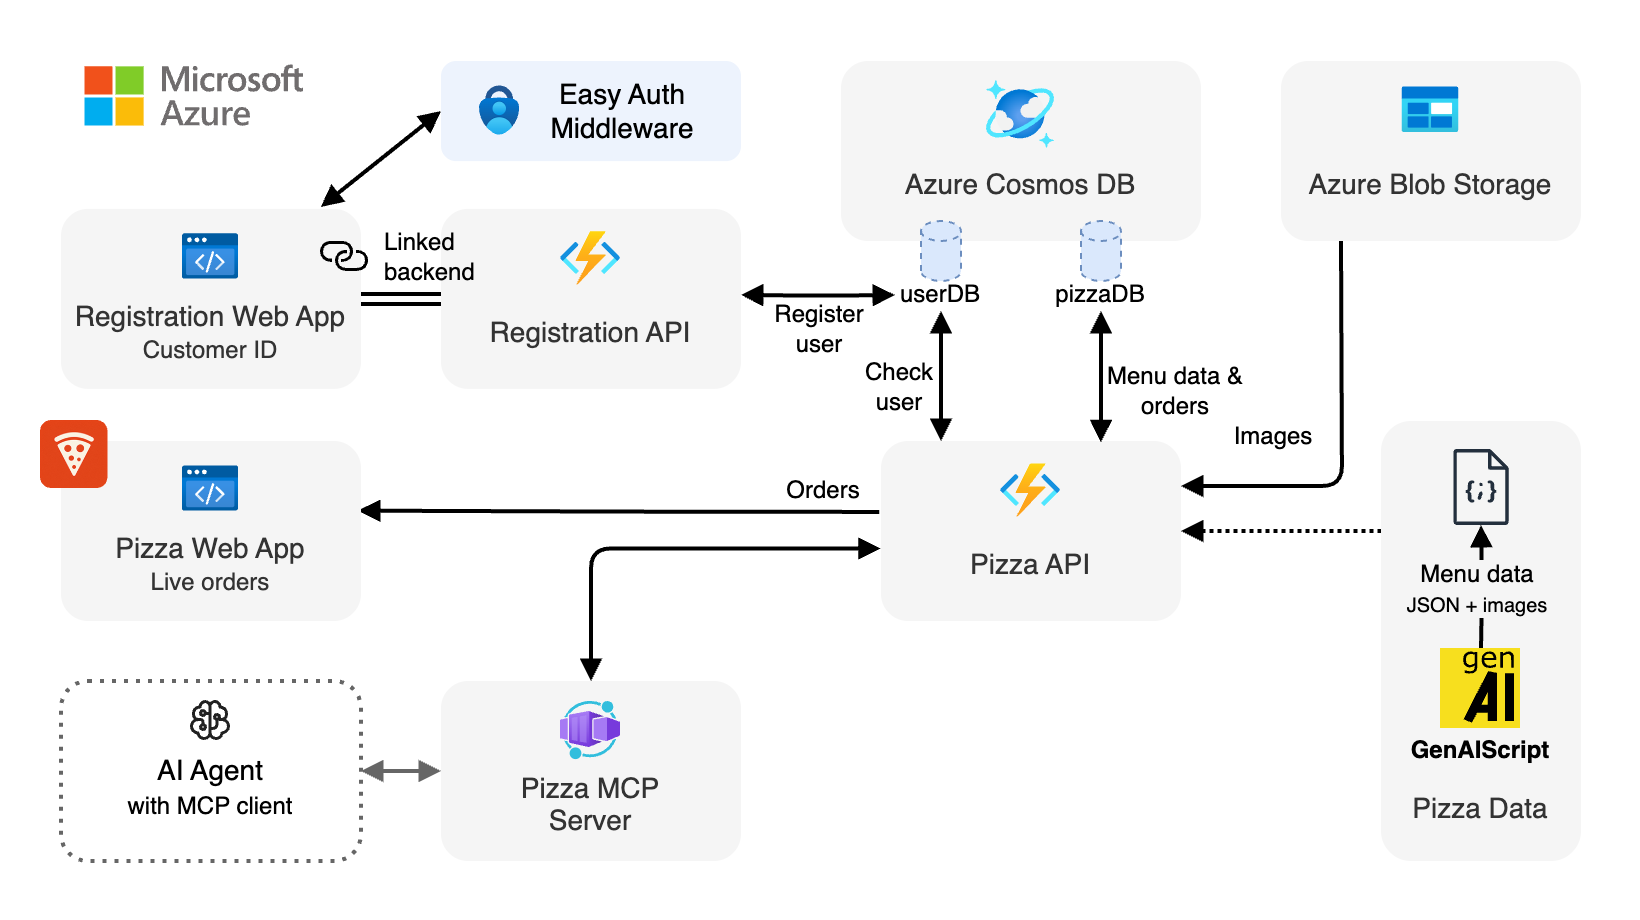 Microsoft
Azure
Easy Auth
Middleware
Azure Cosmos DB
Azure Blob Storage
Linked
backend
Registration Web App
Customer ID
Registration API
Register
user
userDB
pizzaDB
Check
user
Menu data &
orders
Images
Orders
Pizza Web App
Live orders
Pizza API
{;}
Menu data
JSON + images
gen
AI
GenAIScript
Pizza Data
AI Agent
with MCP client
Pizza MCP
Server